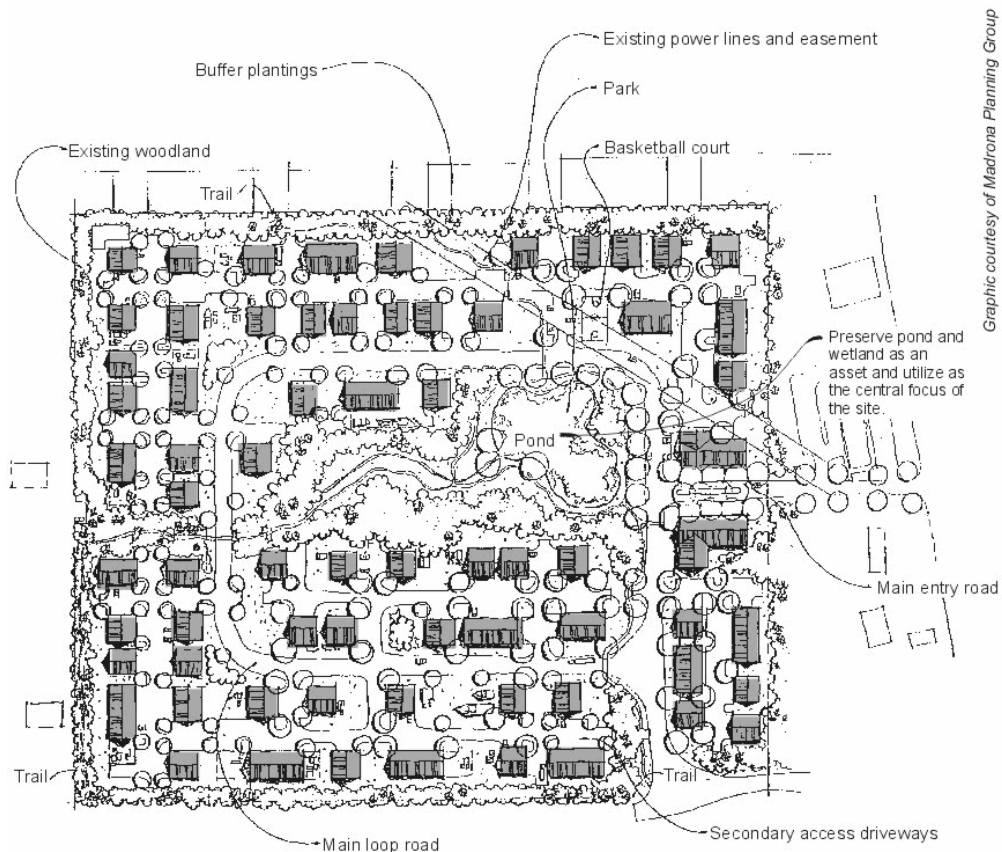 Existing power lines and easement
Buffer plantings
Park
Existing woodland
Basketball court
Trail
Preserve pond and
wetland as an
asset and utilize as
the central focus of
the site.
Pond
Main entry road
Trail
Trail
Secondary access driveways
Main loop road
Graphic courtesy of Madrona Planning Group